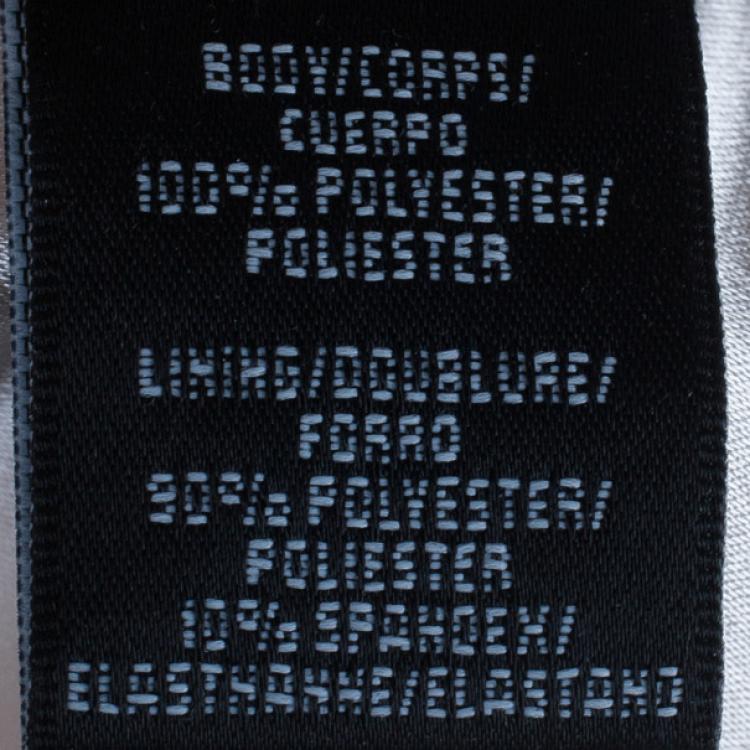 BODY/CORPS/
CUERPO
100% POLYESTER/
POLIESTER
LINING/DOUBLURE/
FORRO
90% POLYESTER/
POLIESTER
10% SPANDEX/
ELASTHANNE/ELASTANO